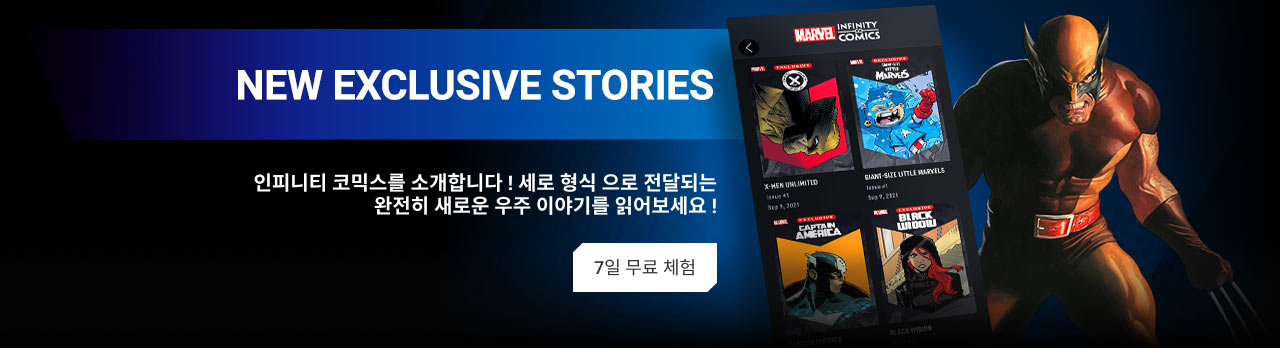 NEW EXCLUSIVE STORIES
인피니티 코믹스를 소개합니다 ! 세로 형식 으로 전달되는
완전히 새로운 우주 이야기를 읽어보세요 !
7일 무료 체험
MARVEL INFINITY COMICS
EXCLUSIVE
X-MEN UNLIMITED
Issue #1
Sep 9, 2021
EXCLUSIVE
MARVELS
GIANT-SIZE LITTLE MARVELS
Issue #1
Sep 9, 2021
EXCLUSIVE
CAPTAIN AMERICA
CAPTAIN AMERICA
EXCLUSIVE
BLACK WIDOW
BLACK WIDOW